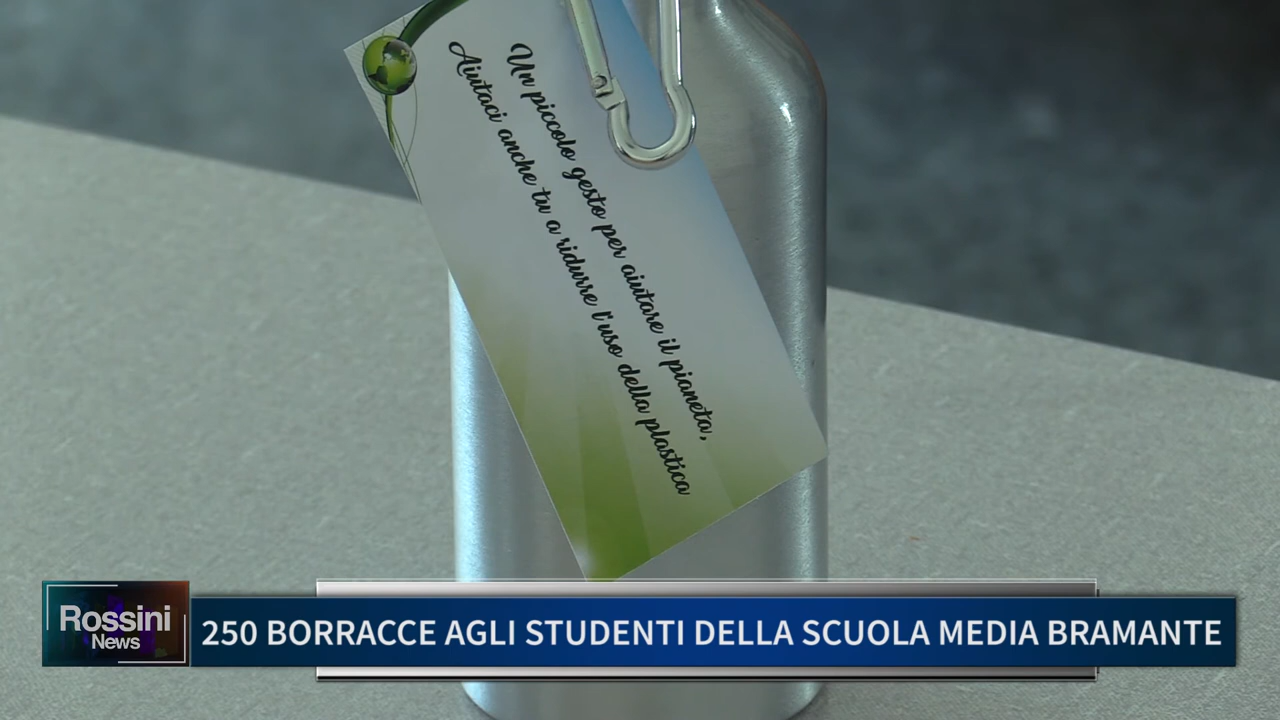 Un piccolo gesto per aiutare il pianeta,
Aiutaci anche tu a ridurre l'uso della plastica
Rossini
News
250 BORRACCE AGLI STUDENTI DELLA SCUOLA MEDIA BRAMANTE